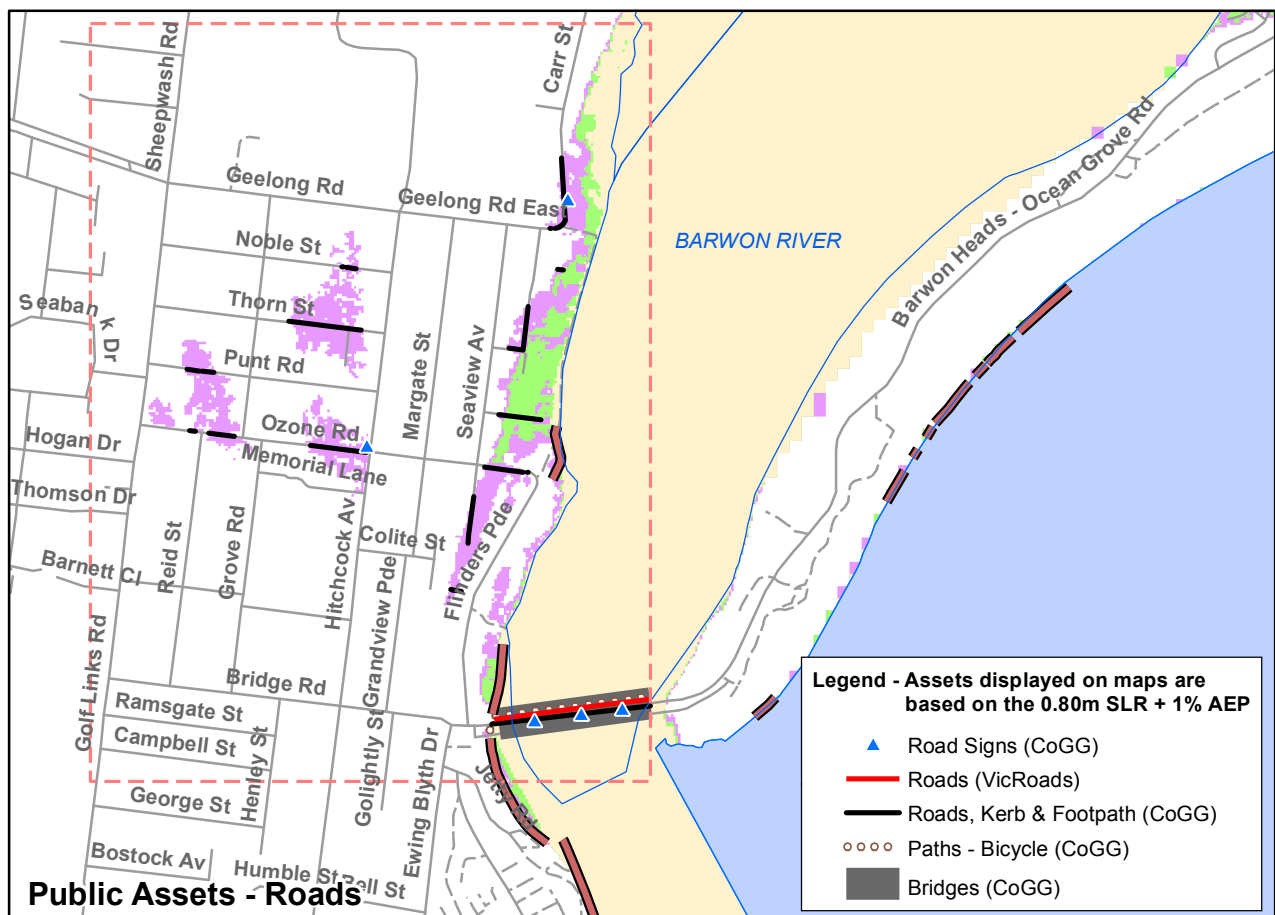 Sheepwash Rd
Carr St
Geelong Rd
Geelong Rd East
Noble St
BARWON RIVER
Barwon Heads - Ocean Grove Rd
Thorn St
Seabank Dr
Punt Rd
Margate St
Seaview Av
Ozone Rd
Hogan Dr
Memorial Lane
Thomson Dr
Reid St
Grove Rd
Hitchcock Av
Colite St
Flinders Pde
Barnett Cl
Grandview Pde
Golf Links Rd
Bridge Rd
Ramsgate St
Campbell St
Henley St
Golightly St
Ewing Blyth Dr
Jetty Rd
George St
Bostock Av
Humble St
Bell St
Public Assets - Roads
Legend - Assets displayed on maps are
based on the 0.80m SLR + 1% AEP
Road Signs (CoGG)
Roads (VicRoads)
Roads, Kerb & Footpath (CoGG)
Paths - Bicycle (CoGG)
Bridges (CoGG)